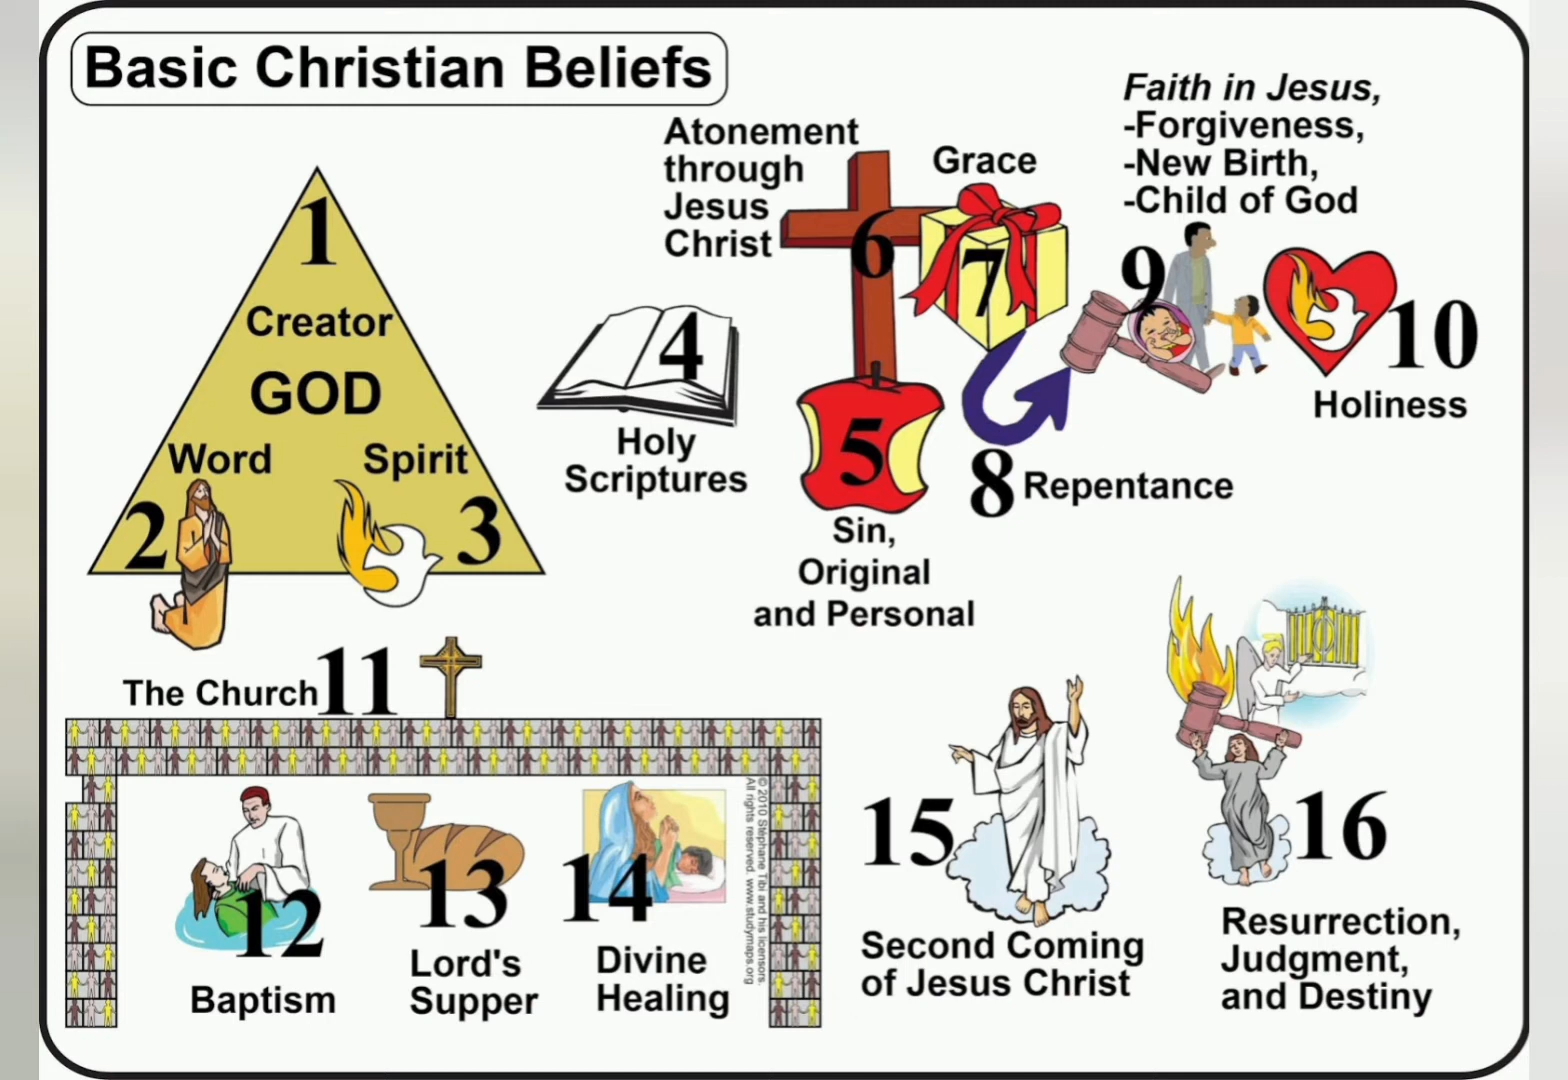 Basic Christian Beliefs
1
Creator
GOD
Word
Spirit
2
3
4
Holy
Scriptures
Atonement
through
Jesus
Christ
6
5
Sin,
Original
and Personal
Grace
7
8 Repentance
Faith in Jesus,
-Forgiveness,
-New Birth,
-Child of God
9
10
Holiness
The Church 11
12
Baptism
13
Lord's
Supper
14
Divine
Healing
© 2010 Stéphane Tibi and his licensors.
All rights reserved. www.studymaps.org
15
Second Coming
of Jesus Christ
16
Resurrection,
Judgment,
and Destiny